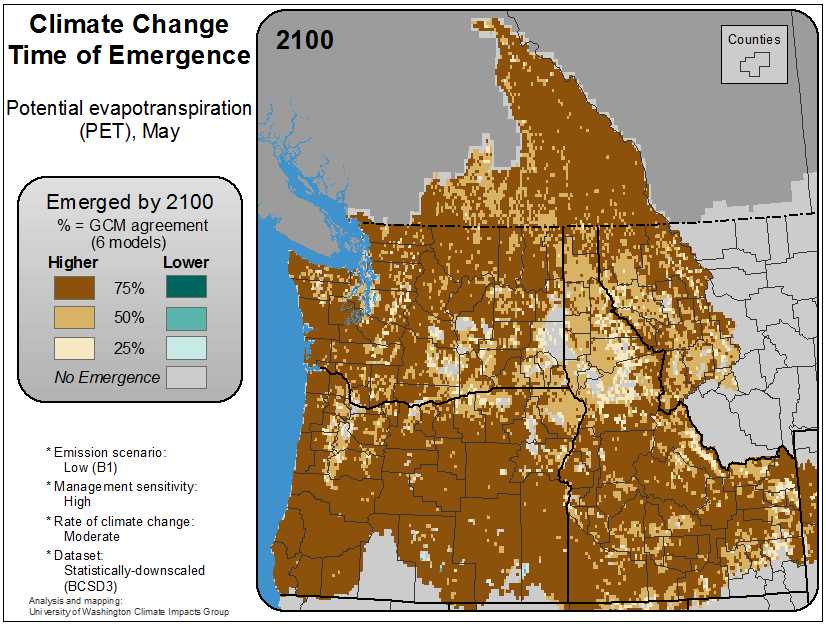 Climate Change
Time of Emergence
Potential evapotranspiration
(PET), May
Emerged by 2100
% = GCM agreement
(6 models)
Higher Lower
75%
50%
25%
No Emergence
* Emission scenario:
Low (B1)
* Management sensitivity:
High
* Rate of climate change:
Moderate
* Dataset:
Statistically-downscaled
(BCSD3)
Analysis and mapping:
University of Washington Climate Impacts Group
2100
Counties